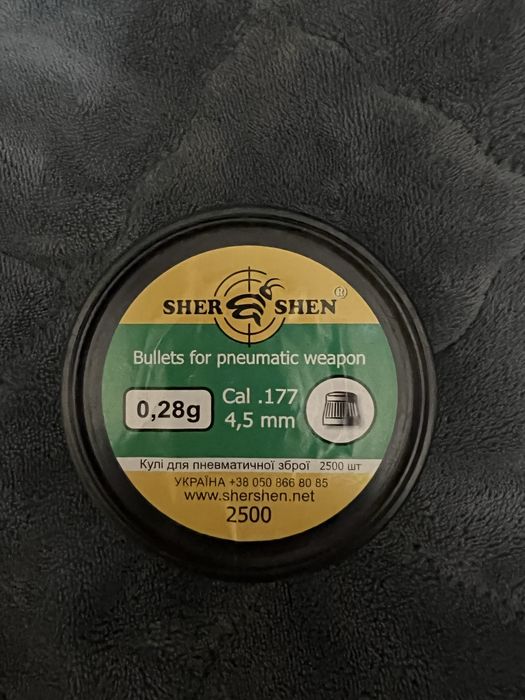 SHER SHEN ®
Bullets for pneumatic weapon
0,28g
Cal .177
4,5 mm
Кулі для пневматичної зброї 2500 шт
УКРАЇНА +38 050 866 80 85
www.shershen.net
2500